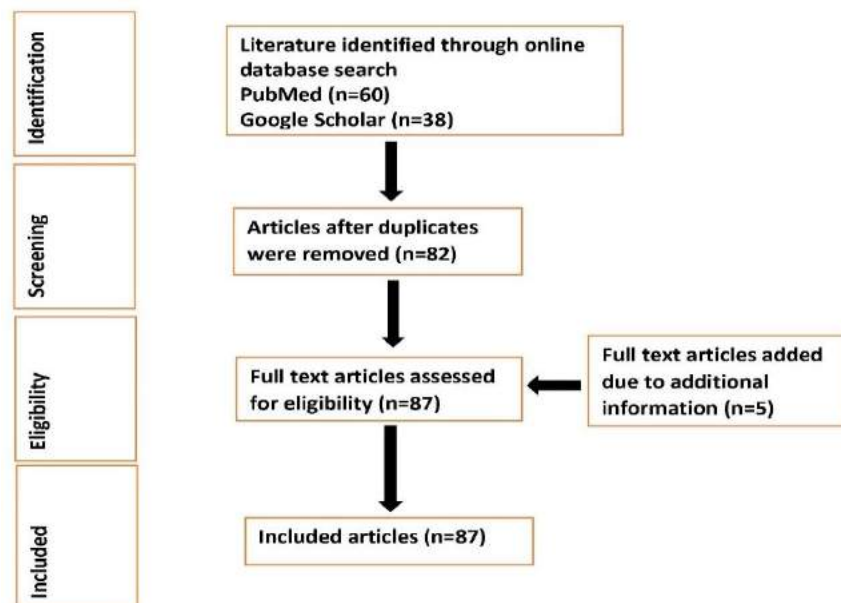 Identification
Literature identified through online
database search
PubMed (n=60)
Google Scholar (n=38)
Screening
Articles after duplicates
were removed (n=82)
Eligibility
Full text articles assessed
for eligibility (n=87)
Full text articles added
due to additional
information (n=5)
Included
Included articles (n=87)